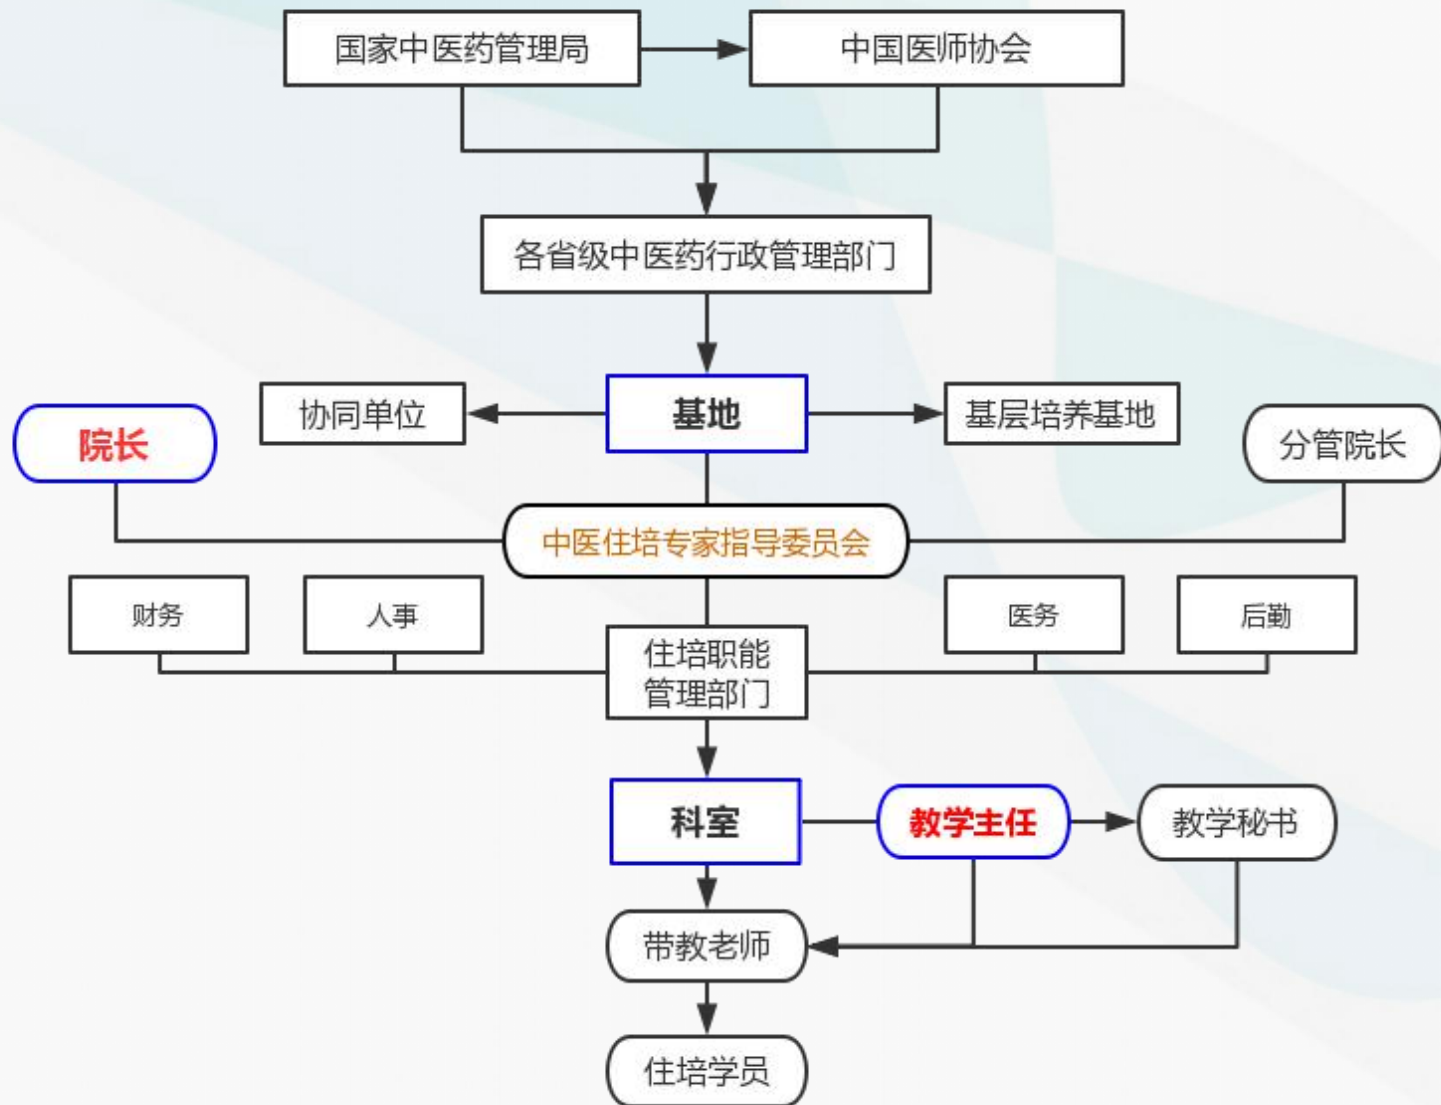 国家中医药管理局
中国医师协会
各省级中医药行政管理部门
协同单位
基地
基层培养基地
院长
分管院长
中医住培专家指导委员会
财务
人事
医务
后勤
住培职能
管理部门
科室
教学主任
教学秘书
带教老师
住培学员